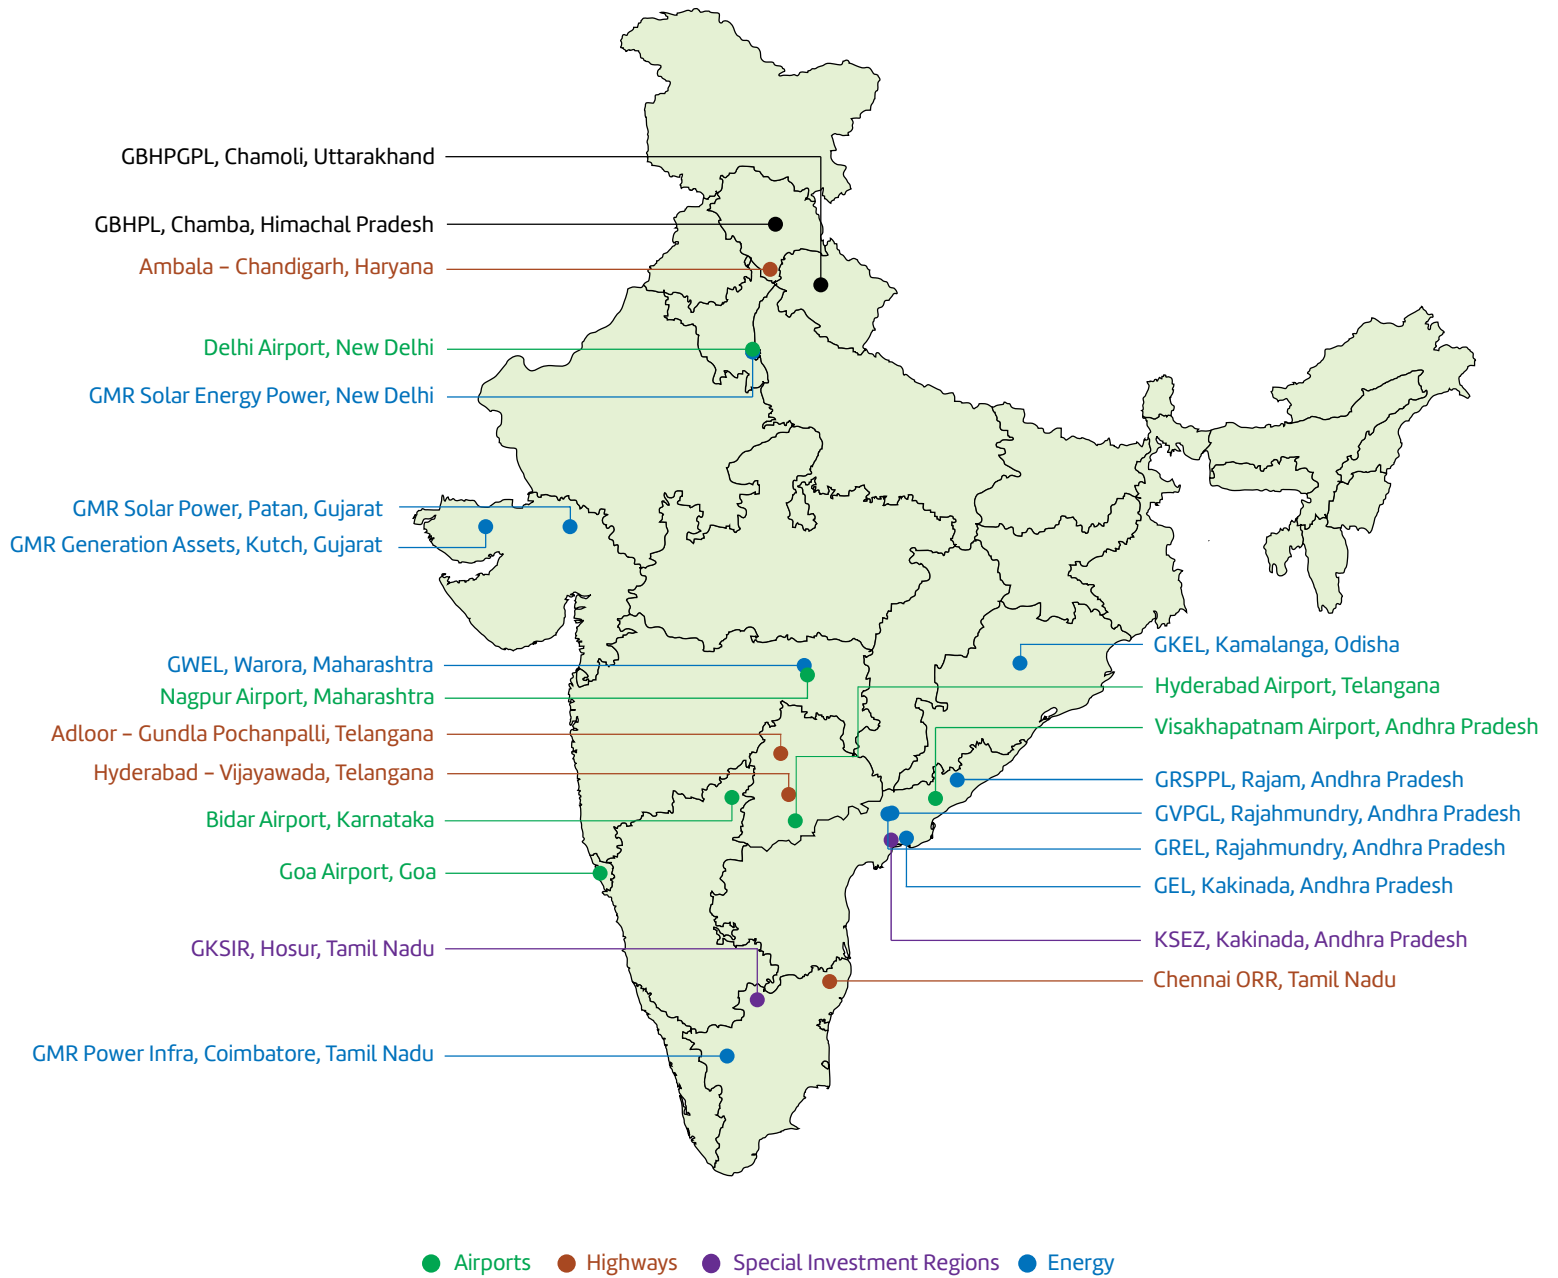 GBHPGPL, Chamoli, Uttarakhand
GBHPL, Chamba, Himachal Pradesh
Ambala – Chandigarh, Haryana
Delhi Airport, New Delhi
GMR Solar Energy Power, New Delhi
GMR Solar Power, Patan, Gujarat
GMR Generation Assets, Kutch, Gujarat
GWEL, Warora, Maharashtra
Nagpur Airport, Maharashtra
Adloor – Gundla Pochanpalli, Telangana
Hyderabad – Vijayawada, Telangana
Bidar Airport, Karnataka
Goa Airport, Goa
GKSIR, Hosur, Tamil Nadu
GMR Power Infra, Coimbatore, Tamil Nadu
GKEL, Kamalanga, Odisha
Hyderabad Airport, Telangana
Visakhapatnam Airport, Andhra Pradesh
GRSPPL, Rajam, Andhra Pradesh
GVPGL, Rajahmundry, Andhra Pradesh
GREL, Rajahmundry, Andhra Pradesh
GEL, Kakinada, Andhra Pradesh
KSEZ, Kakinada, Andhra Pradesh
Chennai ORR, Tamil Nadu
Airports Highways Special Investment Regions Energy